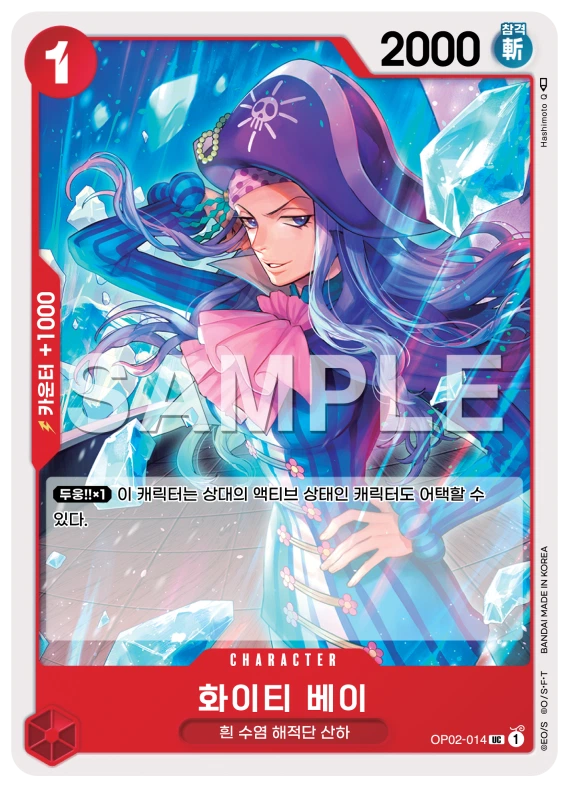 1
2000
참격
斬
Hashimoto Q
카운터 +1000
SAMPLE
두웅!!×1 이 캐릭터는 상대의 액티브 상태인 캐릭터도 어택할 수
있다.
CHARACTER
화이티 베이
흰 수염 해적단 산하
OP02-014 UC 1
©EO/S ©O/S·F·T BANDAI MADE IN KOREA